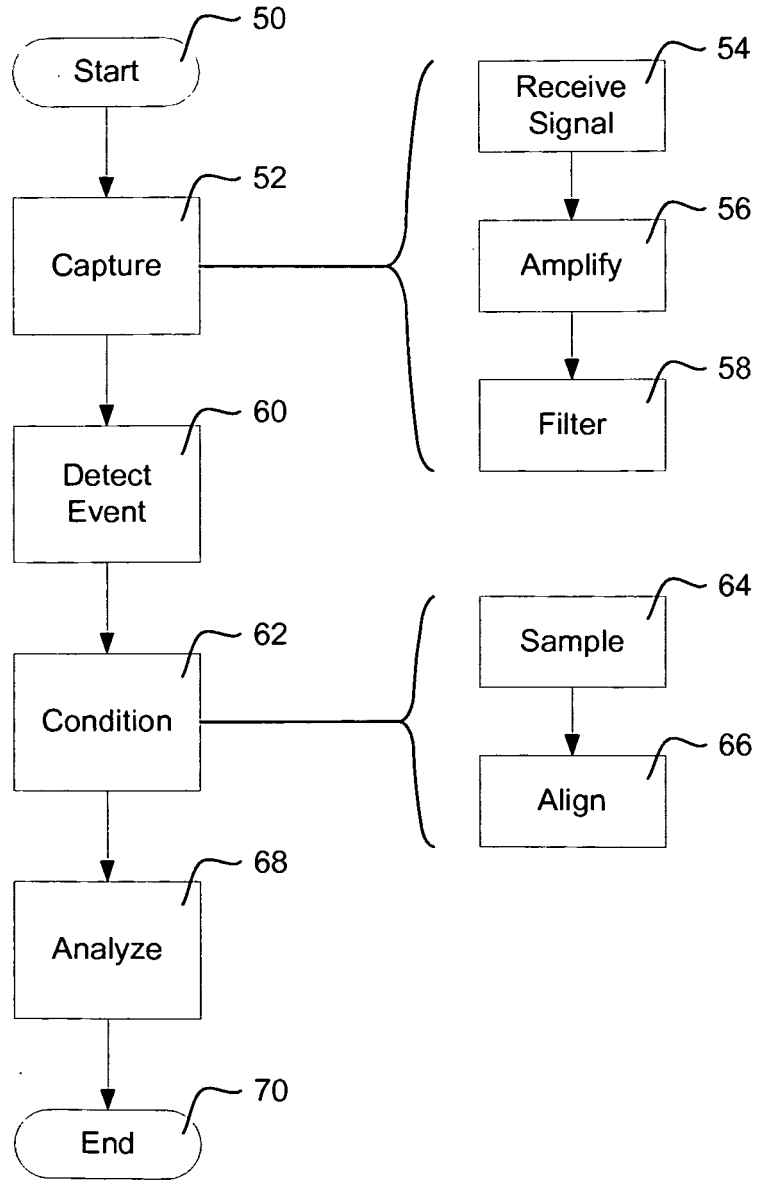 50
Start
52
Capture
54
Receive
Signal
56
Amplify
58
Filter
60
Detect
Event
62
Condition
64
Sample
66
Align
68
Analyze
70
End